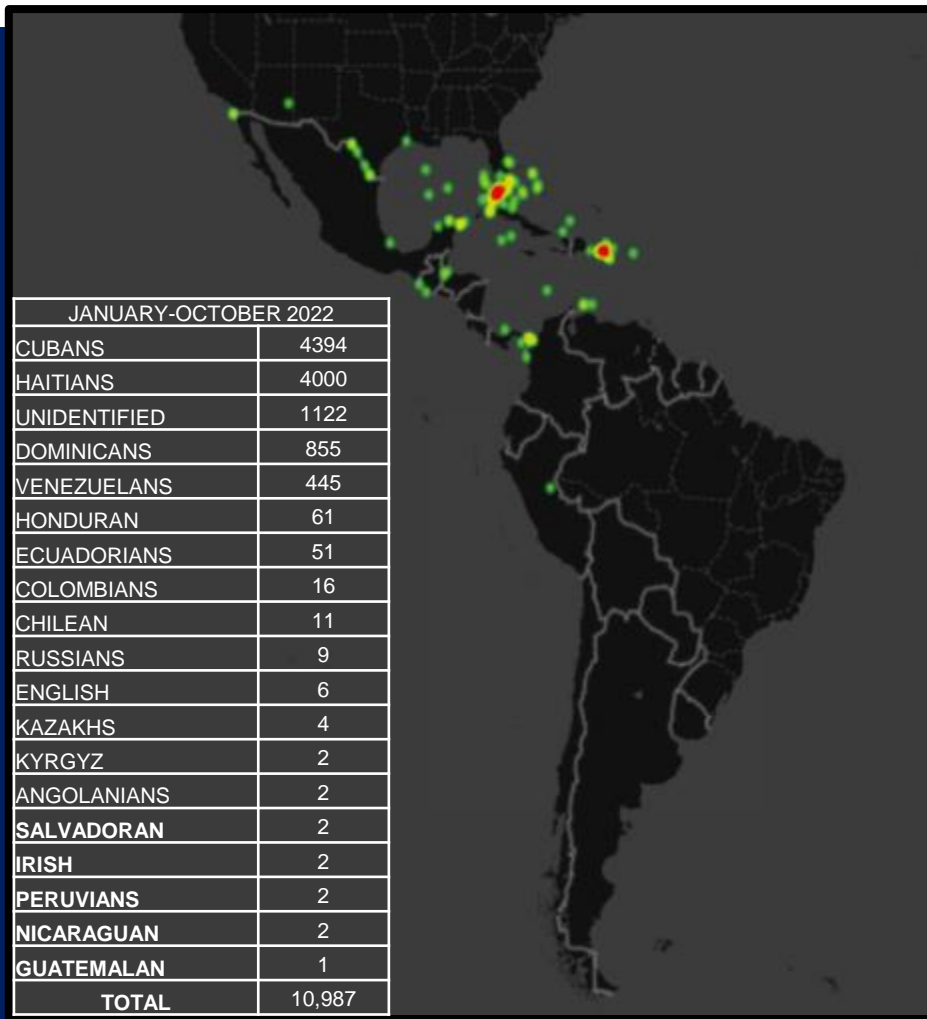 JANUARY-OCTOBER 2022
CUBANS 4394
HAITIANS 4000
UNIDENTIFIED 1122
DOMINICANS 855
VENEZUELANS 445
HONDURAN 61
ECUADORIANS 51
COLOMBIANS 16
CHILEAN 11
RUSSIANS 9
ENGLISH 6
KAZAKHS 4
KYRGYZ 2
ANGOLANIANS 2
SALVADORAN 2
IRISH 2
PERUVIANS 2
NICARAGUAN 2
GUATEMALAN 1
TOTAL 10,987